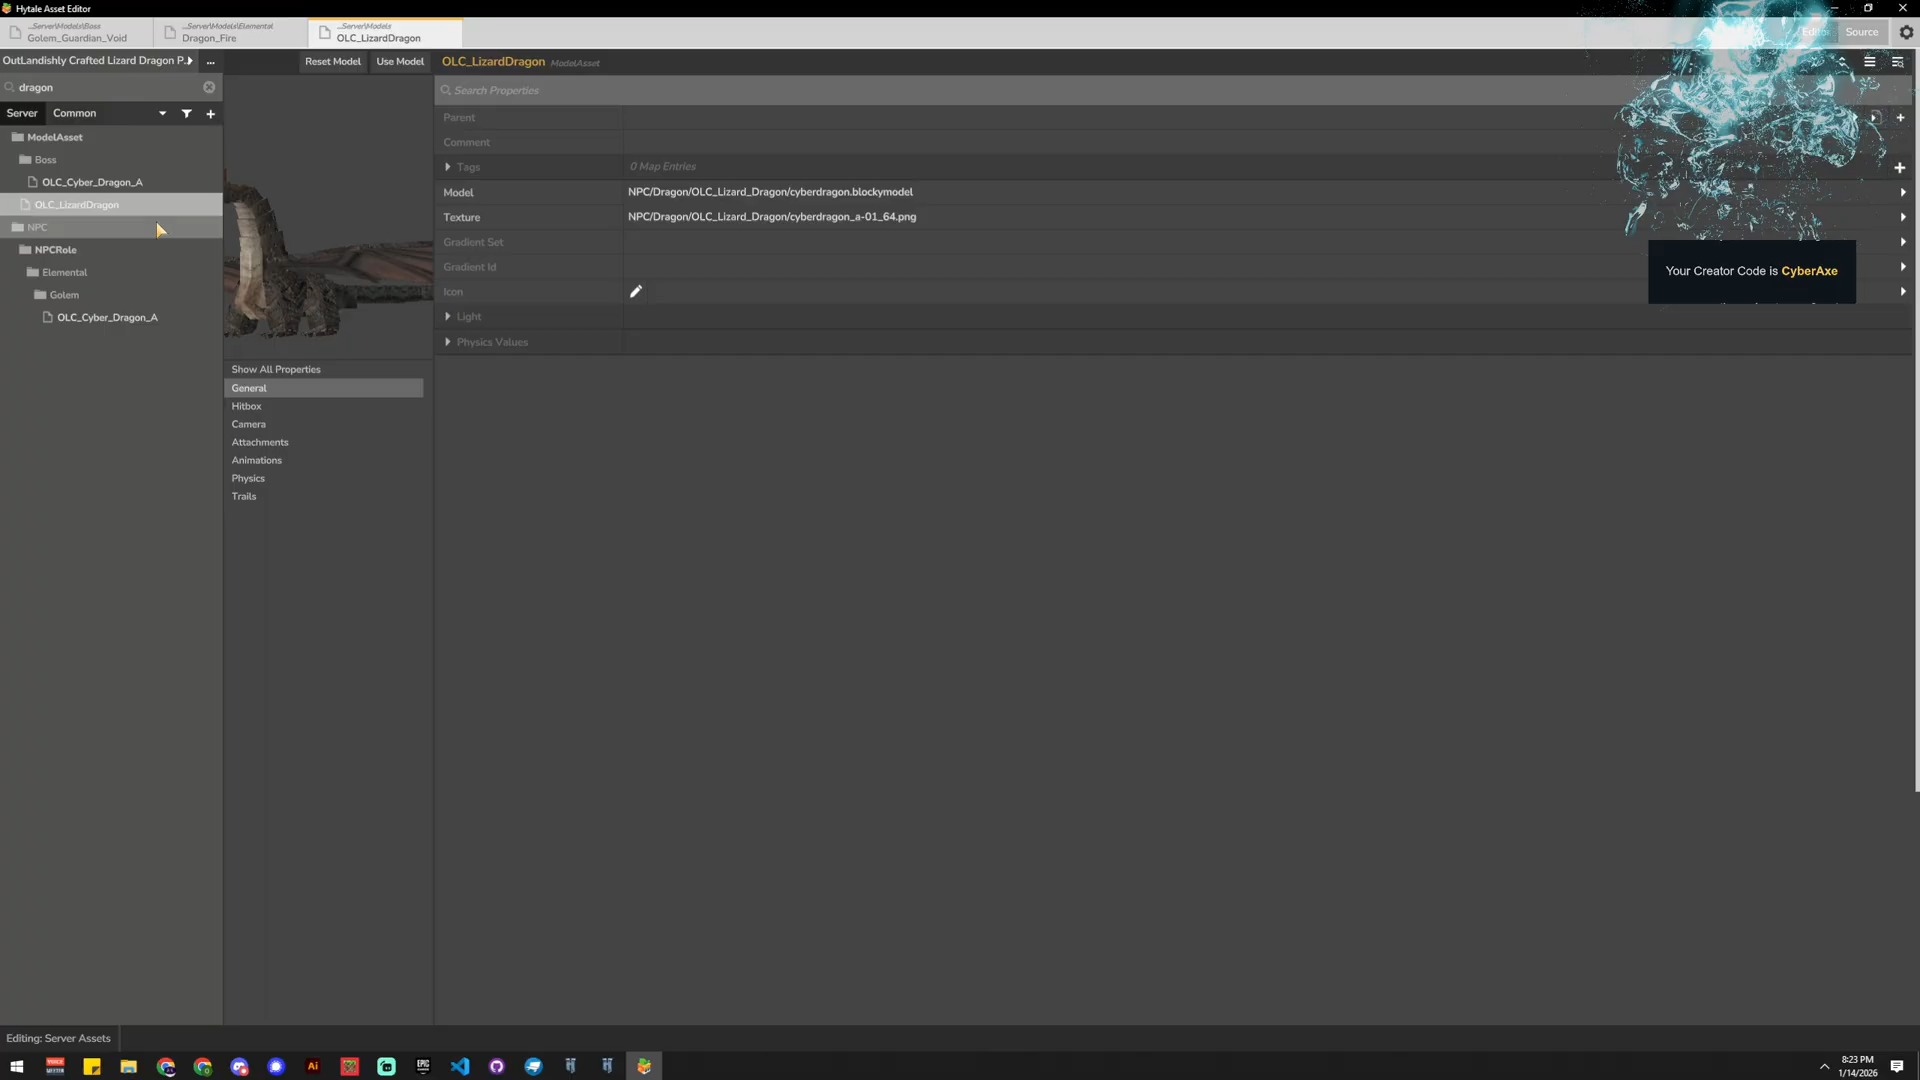 Hytale Asset Editor
...Server\Models\Boss
Golem_Guardian_Void
...Server\Models\Elemental
Dragon_Fire
...Server\Models
OLC_LizardDragon
Source
OutLandishly Crafted Lizard Dragon P..
...
Reset Model
Use Model
OLC_LizardDragon ModelAsset
dragon
Search Properties
Server
Common
ModelAsset
Boss
OLC_Cyber_Dragon_A
OLC_LizardDragon
NPC
NPCRole
Elemental
Golem
OLC_Cyber_Dragon_A
Parent
Comment
Tags
0 Map Entries
Model
NPC/Dragon/OLC_Lizard_Dragon/cyberdragon.blockymodel
Texture
NPC/Dragon/OLC_Lizard_Dragon/cyberdragon_a-01_64.png
Gradient Set
Gradient Id
Icon
Light
Physics Values
Your Creator Code is CyberAxe
Show All Properties
General
Hitbox
Camera
Attachments
Animations
Physics
Trails
Editing: Server Assets
Ai
EPIC
8:23 PM
1/14/2026